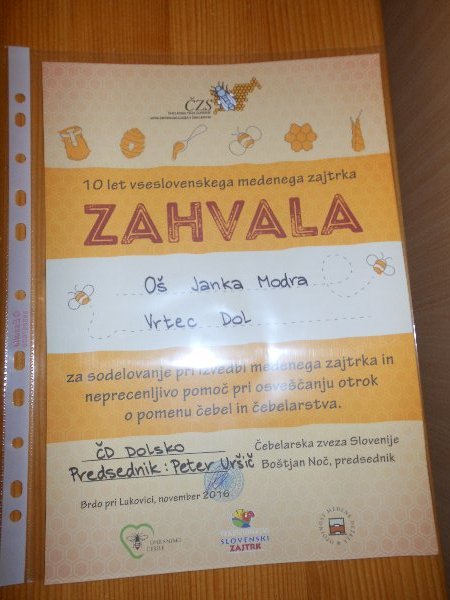 ČZS
10 let vseslovenskega medenega zajtrka
ZAHVALA
Oš Janka Modra
Vrtec Dol
za sodelovanje pri izvedbi medenega zajtrka in
neprecenljivo pomoč pri osveščanju otrok
o pomenu čebel in čebelarstva.
ČD Dolsko
Predsednik: Peter Uršič
Čebelarska zveza Slovenije
Boštjan Noč, predsednik
Brdo pri Lukovici, november 2016
OHRANIMO
ČEBELE
SLOVENSKI
ZAJTRK